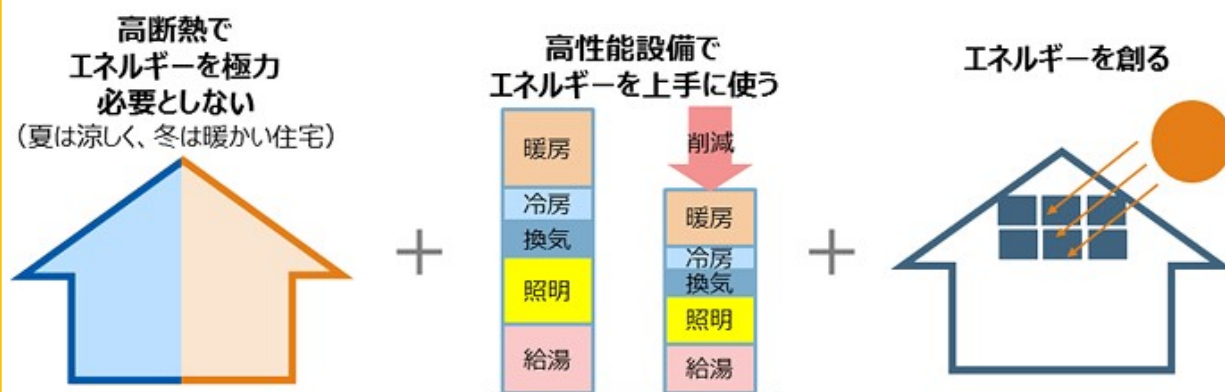 高断熱で
エネルギーを極力
必要としない
（夏は涼しく、冬は暖かい住宅）
高性能設備で
エネルギーを上手に使う
暖房
冷房
換気
照明
給湯
削減
暖房
冷房
換気
照明
給湯
エネルギーを創る